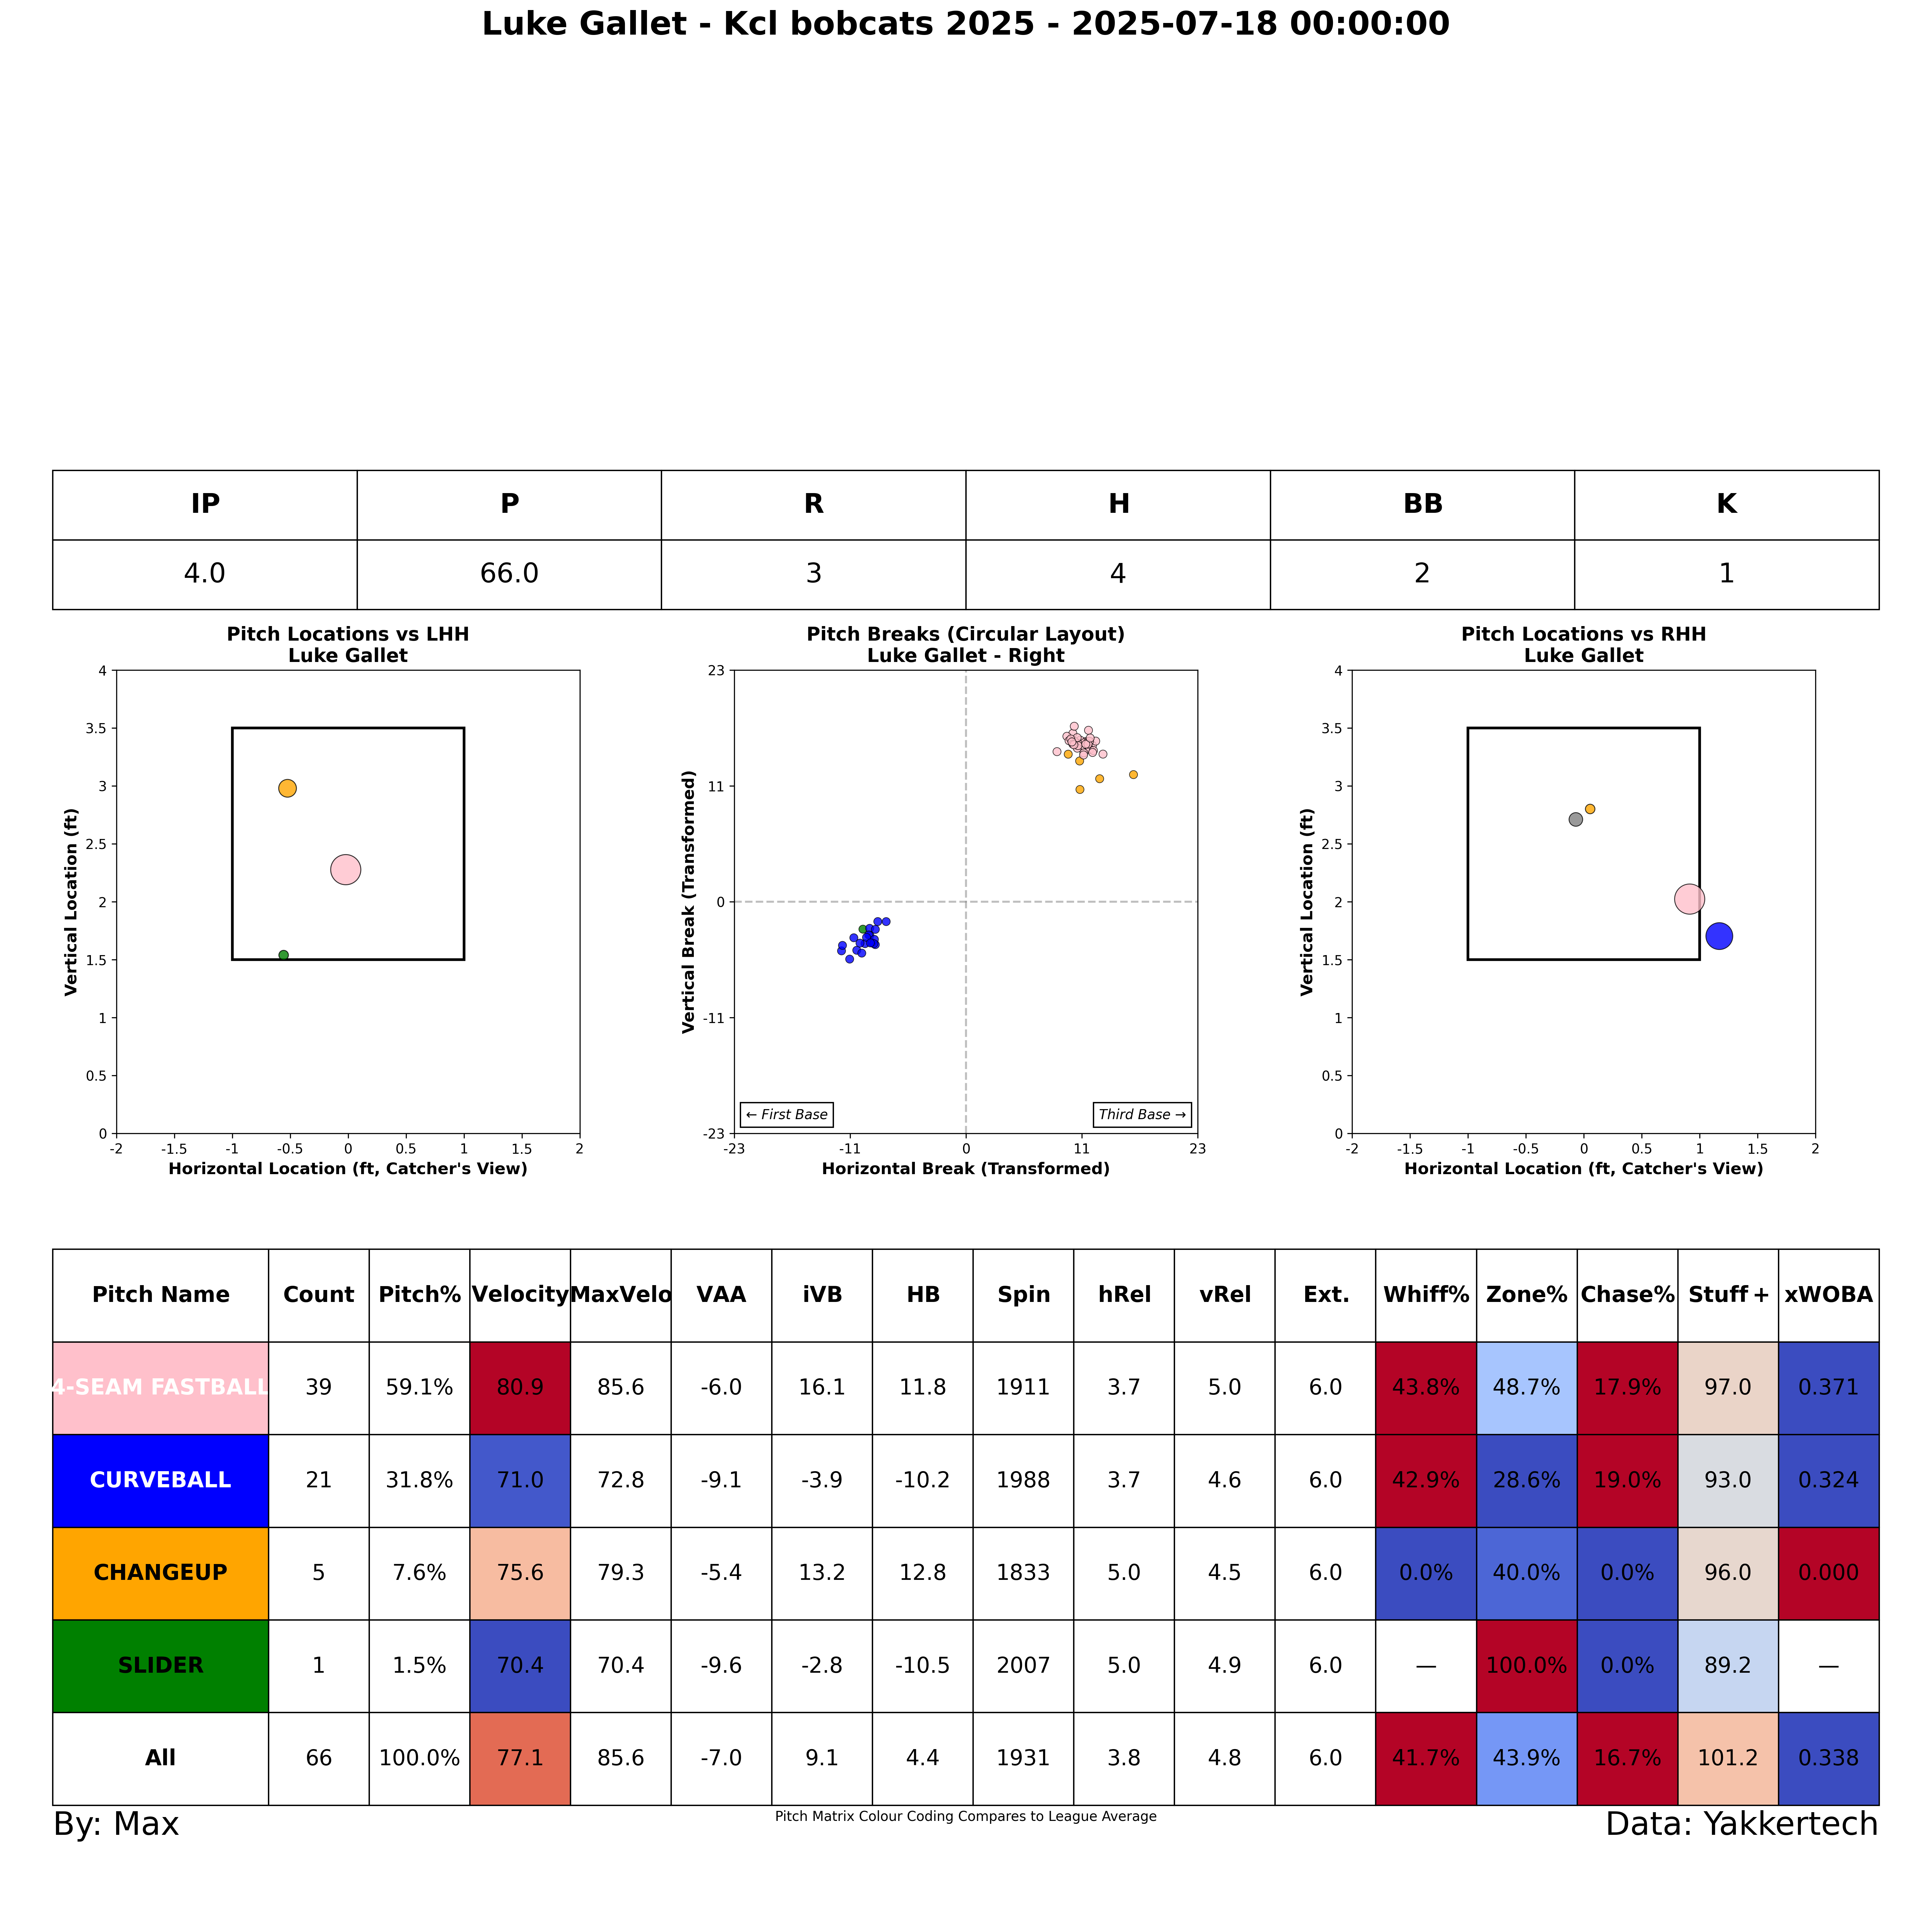 Luke Gallet - Kcl bobcats 2025 - 2025-07-18 00:00:00
IP P R H BB K
4.0 66.0 3 4 2 1
Pitch Locations vs LHH
Luke Gallet
4
3.5
3
2.5
2
1.5
1
0.5
0
-2 -1.5 -1 -0.5 0 0.5 1 1.5 2
Vertical Location (ft)
Horizontal Location (ft, Catcher's View)
Pitch Breaks (Circular Layout)
Luke Gallet - Right
23
11
0
-11
-23
-23 -11 0 11 23
← First Base
Third Base →
Vertical Break (Transformed)
Horizontal Break (Transformed)
Pitch Locations vs RHH
Luke Gallet
4
3.5
3
2.5
2
1.5
1
0.5
0
-2 -1.5 -1 -0.5 0 0.5 1 1.5 2
Vertical Location (ft)
Horizontal Location (ft, Catcher's View)
Pitch Name Count Pitch% Velocity MaxVelo VAA iVB HB Spin hRel vRel Ext. Whiff% Zone% Chase% Stuff+ xWOBA
4-SEAM FASTBALL 39 59.1% 80.9 85.6 -6.0 16.1 11.8 1911 3.7 5.0 6.0 43.8% 48.7% 17.9% 97.0 0.371
CURVEBALL 21 31.8% 71.0 72.8 -9.1 -3.9 -10.2 1988 3.7 4.6 6.0 42.9% 28.6% 19.0% 93.0 0.324
CHANGEUP 5 7.6% 75.6 79.3 -5.4 13.2 12.8 1833 5.0 4.5 6.0 0.0% 40.0% 0.0% 96.0 0.000
SLIDER 1 1.5% 70.4 70.4 -9.6 -2.8 -10.5 2007 5.0 4.9 6.0 — 100.0% 0.0% 89.2 —
All 66 100.0% 77.1 85.6 -7.0 9.1 4.4 1931 3.8 4.8 6.0 41.7% 43.9% 16.7% 101.2 0.338
By: Max
Pitch Matrix Colour Coding Compares to League Average
Data: Yakkertech